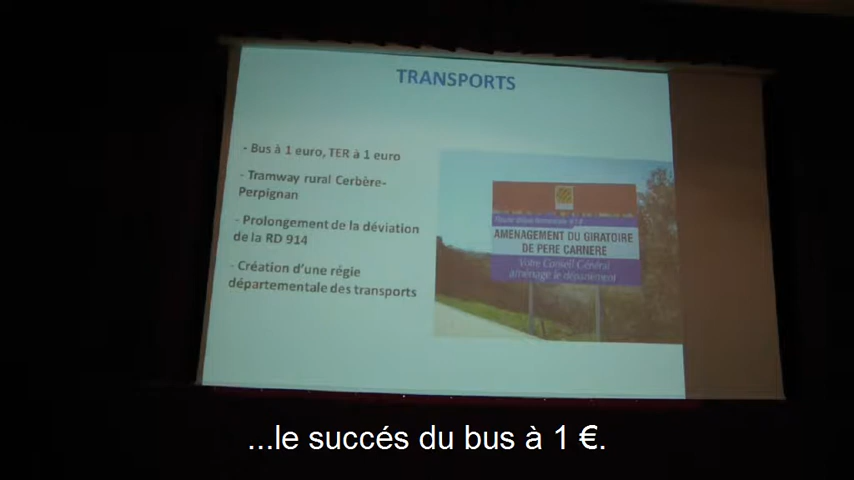 TRANSPORTS
- Bus à 1 euro, TER à 1 euro
- Tramway rural Cerbère-
Perpignan
- Prolongement de la déviation
de la RD 914
- Création d'une régie
départementale des transports
AMENAGEMENT DU GIRATOIRE
DE PERE CARNERE
Votre Conseil Général
aménage le département
...le succés du bus à 1 €.